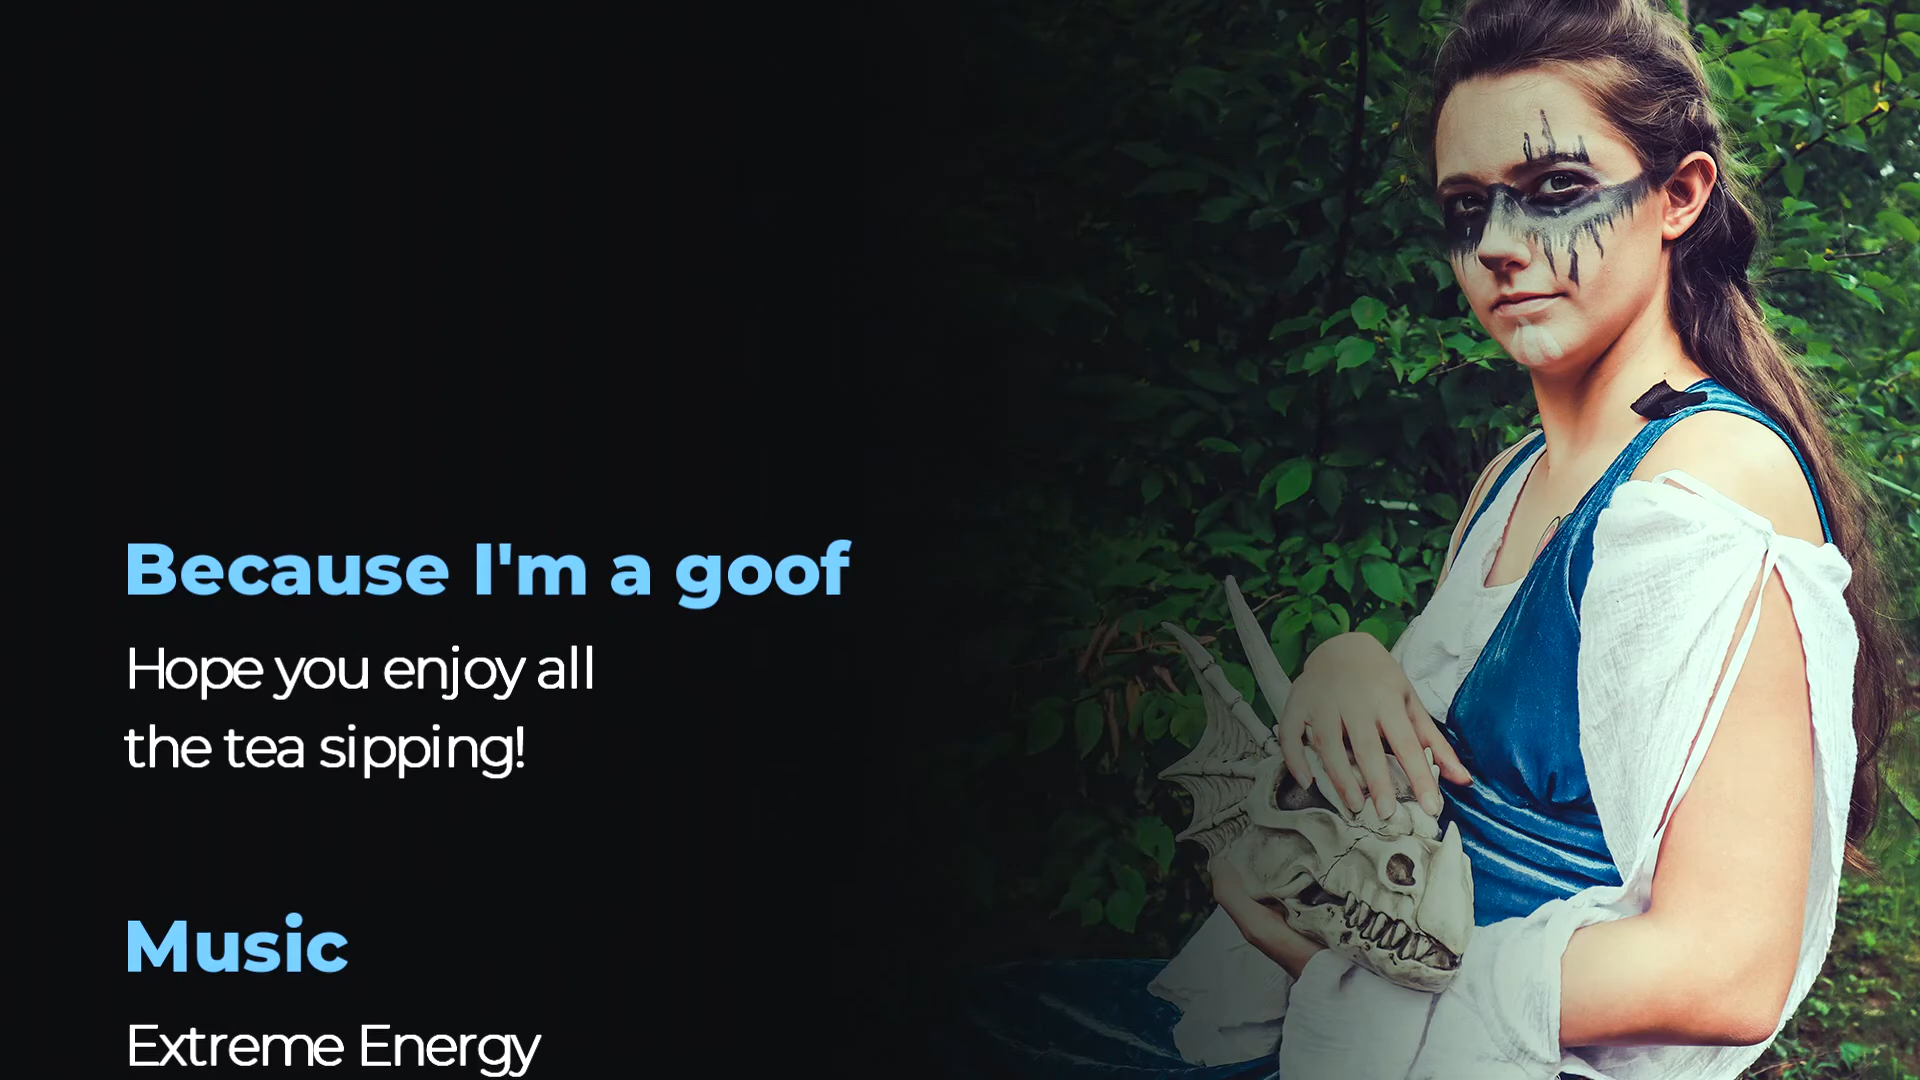 Because I'm a goof
Hope you enjoy all
the tea sipping!
Music
Extreme Energy